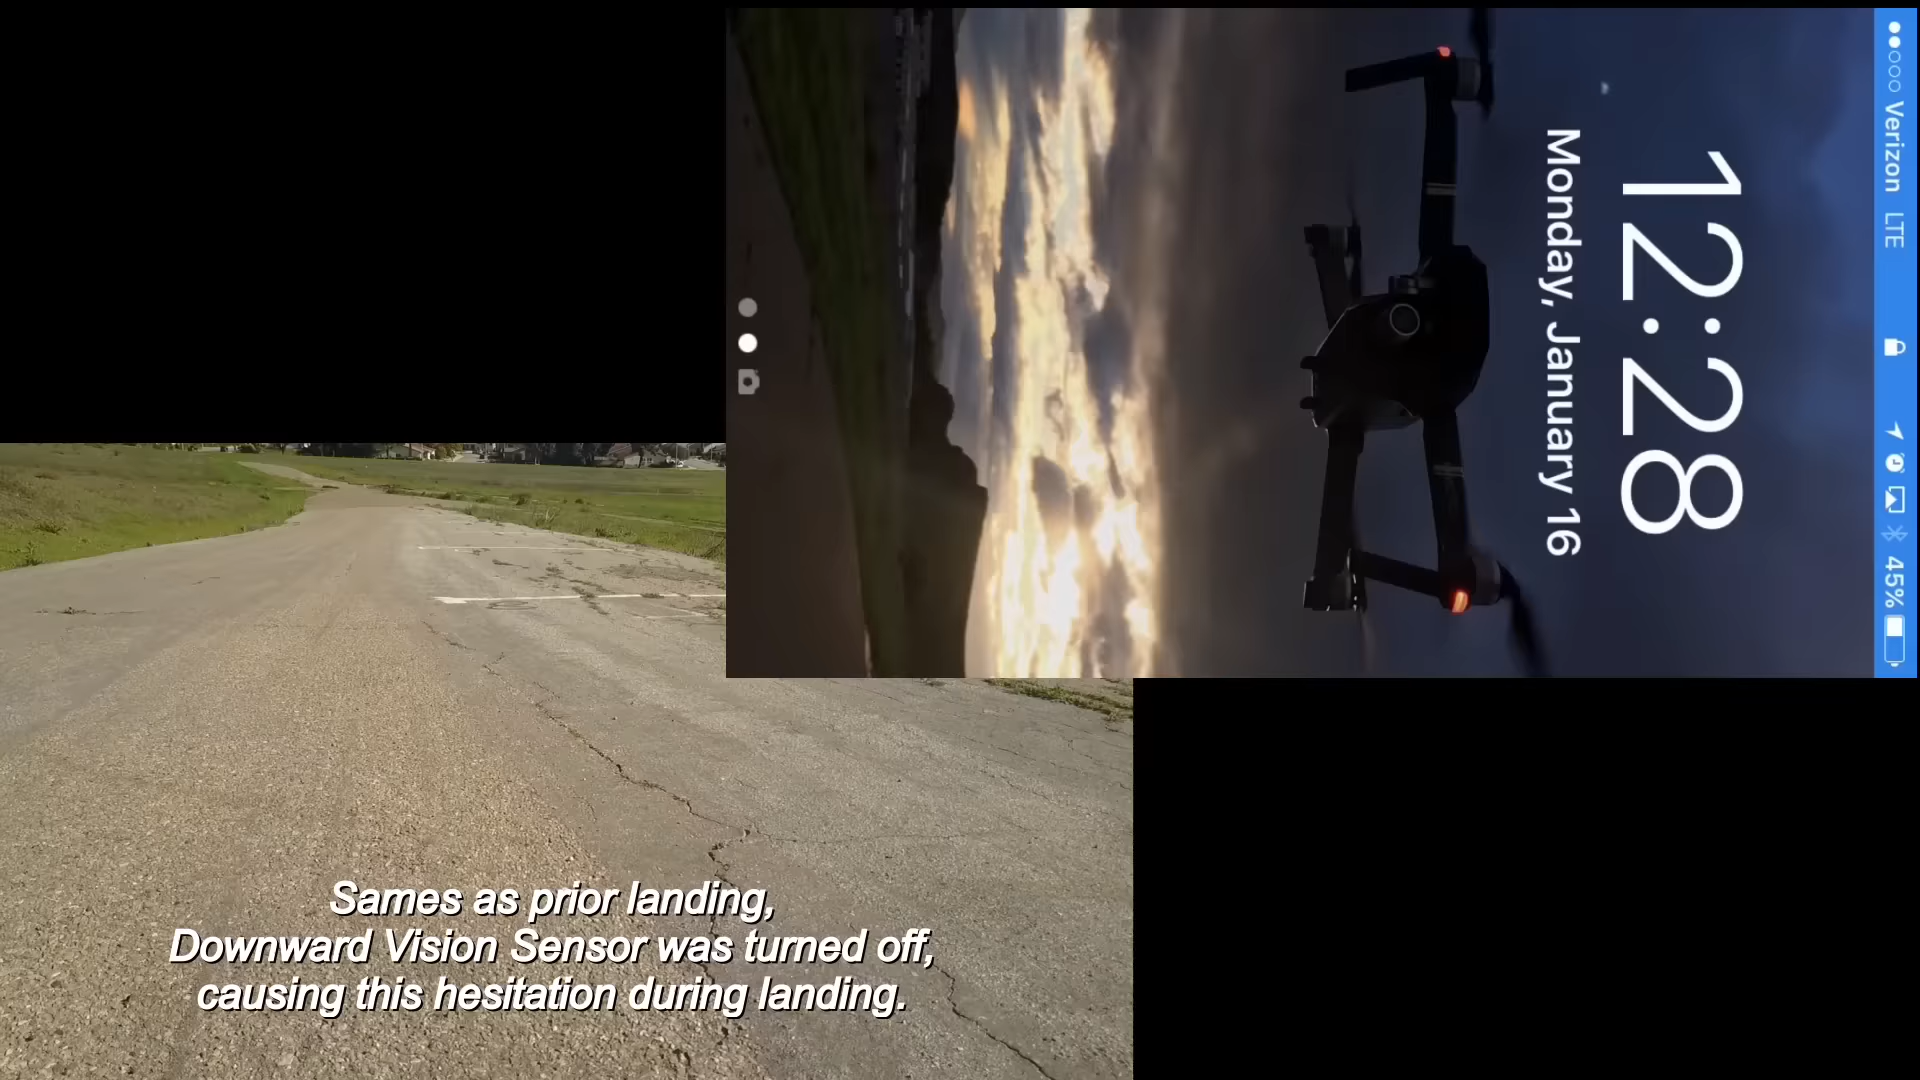 Verizon LTE 45%
12:28
Monday, January 16
Sames as prior landing,
Downward Vision Sensor was turned off,
causing this hesitation during landing.